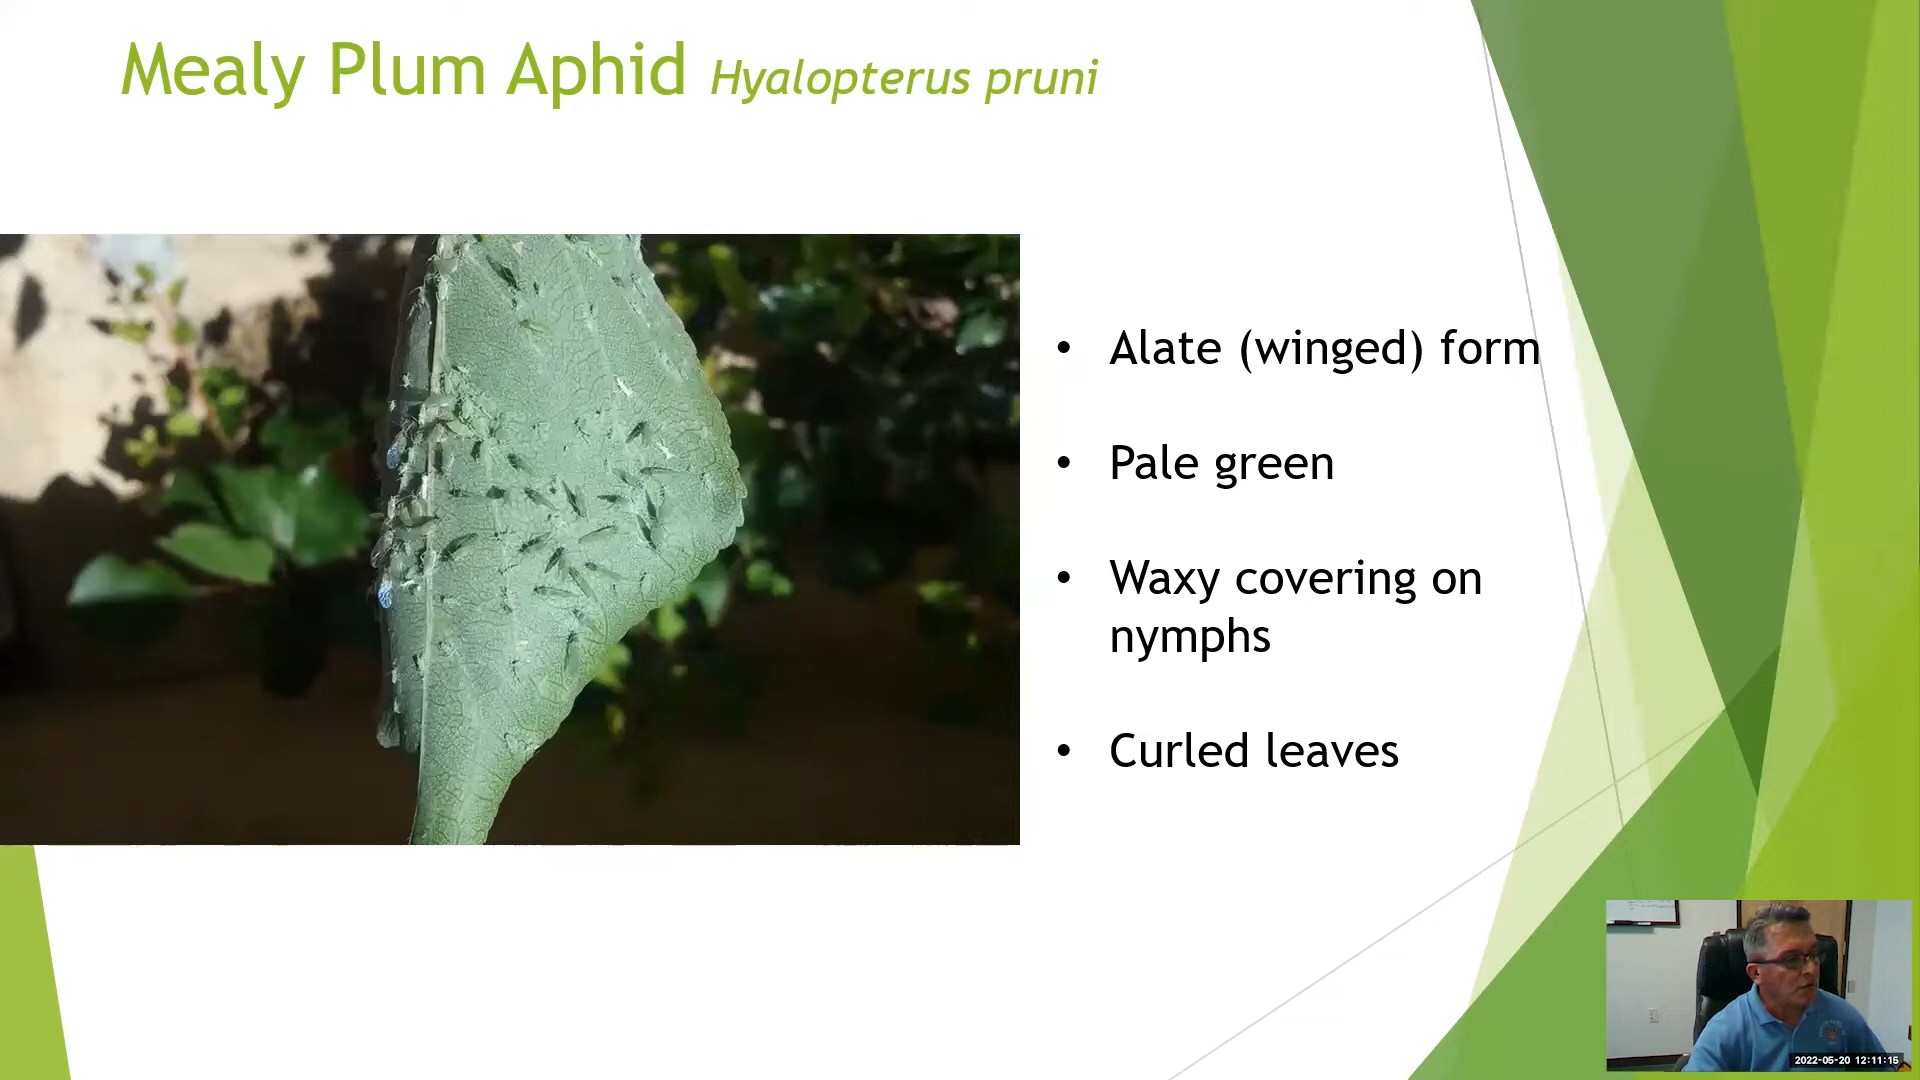 Mealy Plum Aphid Hyalopterus pruni
• Alate (winged) form
• Pale green
• Waxy covering on
nymphs
• Curled leaves
2022-05-20 12:11:15